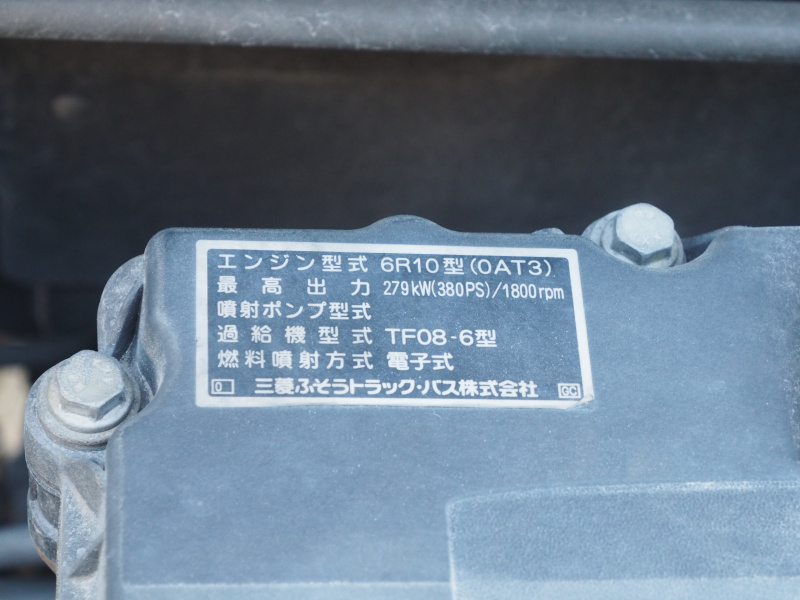 エンジン型式 6R10型(0AT3)
最高出力 279kW(380PS)/1800rpm
噴射ポンプ型式
過給機型式 TF08-6型
燃料噴射方式 電子式
0 三菱ふそうトラック・バス株式会社 GC